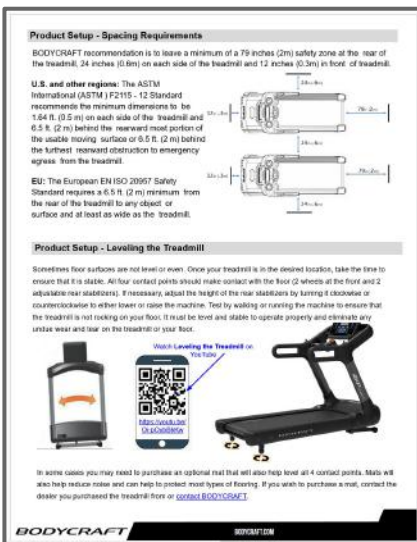 Product Setup - Spacing Requirements
BODYCRAFT recommendation is to leave a minimum of a 79 inches (2m) safety zone at the rear of
the treadmill, 24 inches (0.6m) on each side of the treadmill and 12 inches (0.3m) in front of treadmill.
U.S. and other regions: The ASTM
International (ASTM ) F2115 - 12 Standard
recommends the minimum dimensions to be
1.64 ft. (0.5 m) on each side of the treadmill and
6.5 ft. (2 m) behind the rearward most portion of
the usable moving surface or 6.5 ft. (2 m) behind
the furthest rearward obstruction to emergency
egress from the treadmill.
EU: The European EN ISO 20957 Safety
Standard requires a 6.5 ft. (2 m) minimum from
the rear of the treadmill to any object or
surface and at least as wide as the treadmill.
Product Setup - Leveling the Treadmill
Sometimes floor surfaces are not level or even. Once your treadmill is in the desired location, take the time to
ensure that it is stable. All four contact points should make contact with the floor (2 wheels at the front and 2
adjustable rear stabilizers). If necessary, adjust the height of the rear stabilizers by turning it clockwise or
counterclockwise to either lower or raise the machine. Test by walking or running the machine to ensure that
the treadmill is not rocking on your floor. It must be level and stable to operate properly and eliminate any
undue wear and tear on the treadmill or your floor.
Watch Leveling the Treadmill on
YouTube
https://youtu.be/
In some cases you may need to purchase an optional mat that will also help level all 4 contact points. Mats will
also help reduce noise and can help to protect most types of flooring. If you wish to purchase a mat, contact the
dealer you purchased the treadmill from or contact BODYCRAFT.
BODYCRAFT
BODYCRAFT.COM